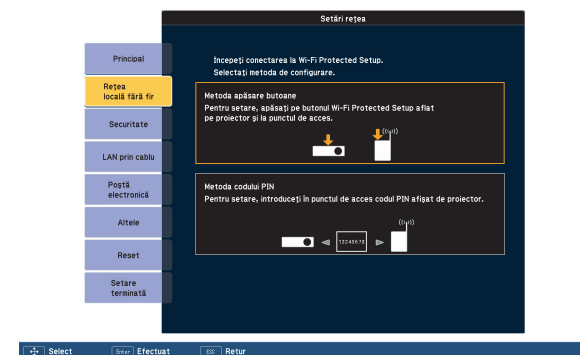 Setări rețea
Principal
Rețea
locală fără fir
Securitate
LAN prin cablu
Poștă
electronică
Altele
Reset
Setare
terminată
Incepeți conectarea la Wi-Fi Protected Setup.
Selectați metoda de configurare.
Metoda apăsare butoane
Pentru setare, apăsați pe butonul Wi-Fi Protected Setup aflat
pe proiector și la punctul de acces.
Metoda codului PIN
Pentru setare, introduceți în punctul de acces codul PIN afișat de proiector.
12345678
Select Enter Efectuat ESC Retur